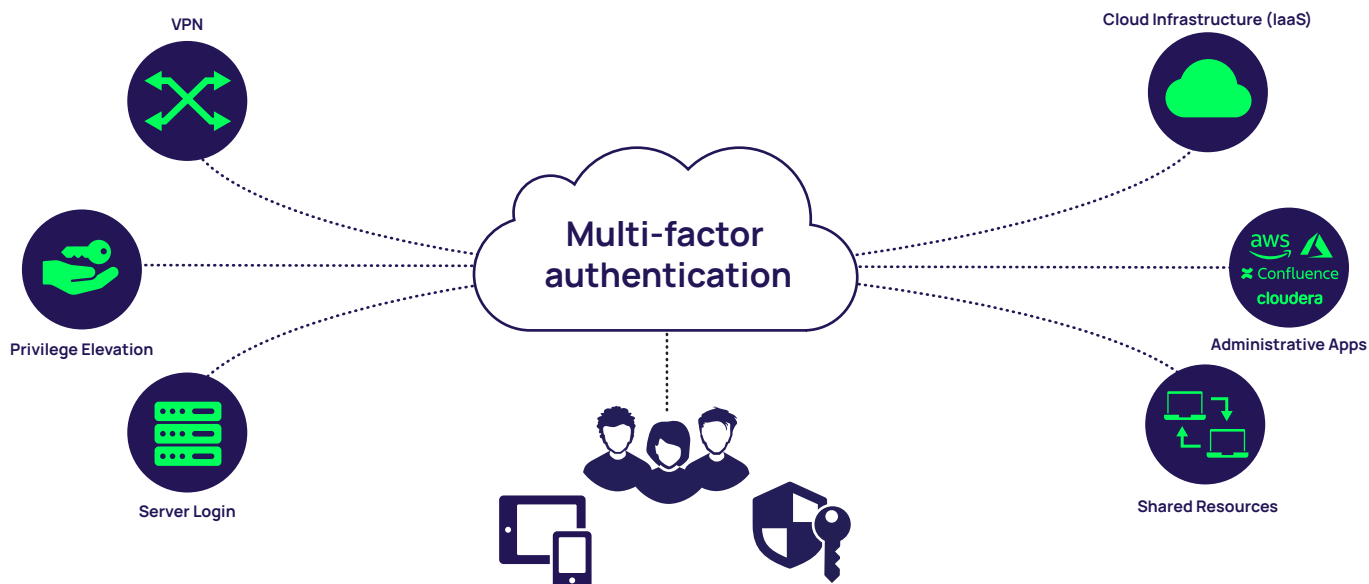 VPN
Cloud Infrastructure (IaaS)
Multi-factor
authentication
aws
Confluence
cloudera
Privilege Elevation
Administrative Apps
Server Login
Shared Resources